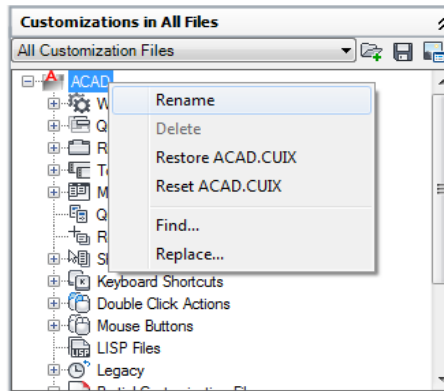 Customizations in All Files
All Customization Files
ACAD
W
Rename
Q
Delete
R
Restore ACAD.CUIX
T
Reset ACAD.CUIX
M
Q
Find...
R
Replace...
Keyboard Shortcuts
Double Click Actions
Mouse Buttons
LISP Files
Legacy